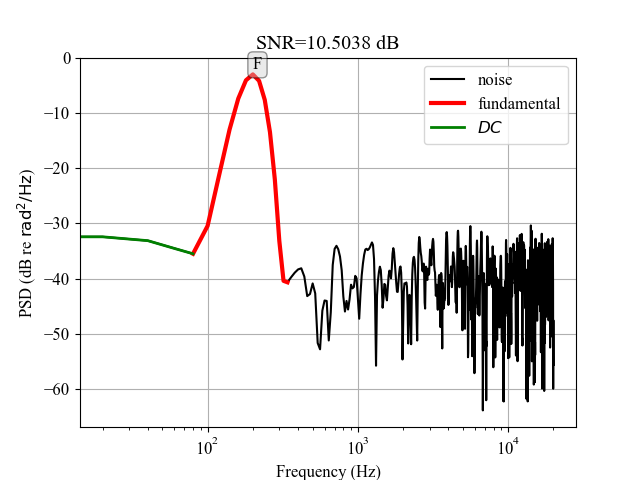 SNR=10.5038 dB
F
noise
fundamental
DC
0
−10
−20
−30
−40
−50
−60
PSD (dB re rad²/Hz)
10² 10³ 10⁴
Frequency (Hz)